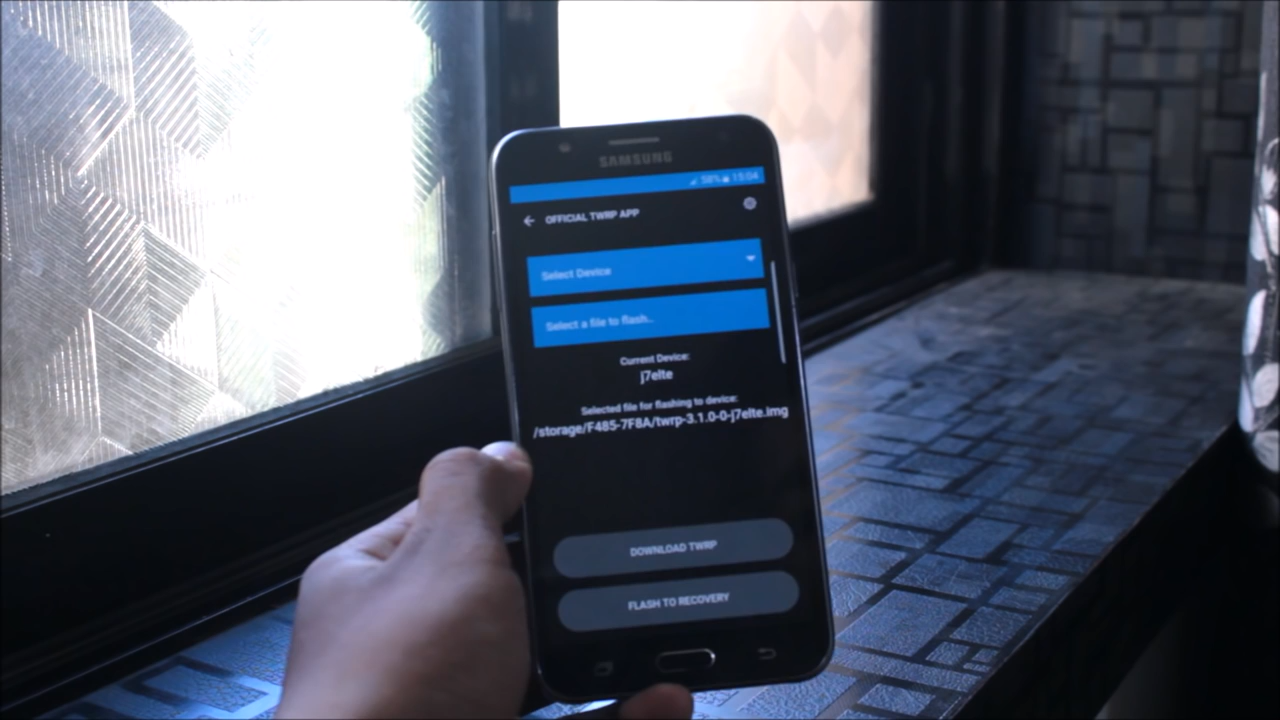 SAMSUNG
58% 15:04
OFFICIAL TWRP APP
Select Device
Select a file to flash..
Current Device:
j7elte
Selected file for flashing to device:
/storage/F485-7F8A/twrp-3.1.0-0-j7elte.img
DOWNLOAD TWRP
FLASH TO RECOVERY